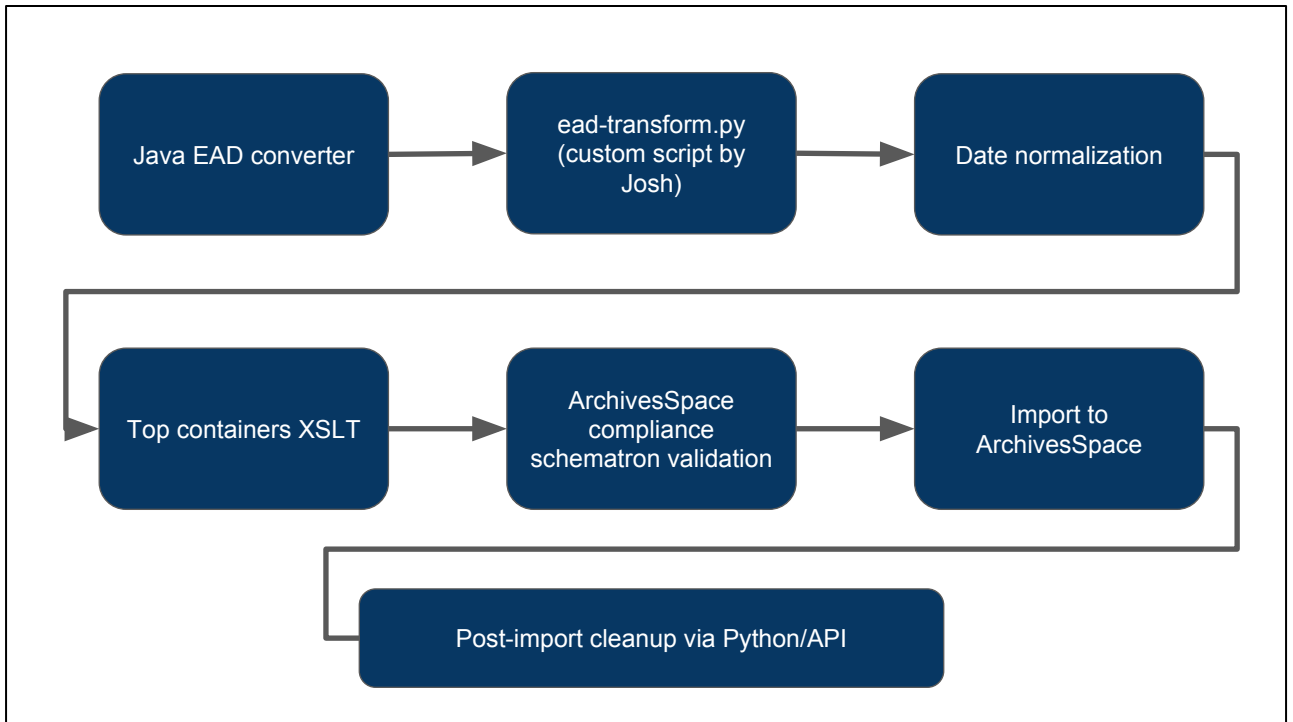 Java EAD converter
ead-transform.py
(custom script by
Josh)
Date normalization
Top containers XSLT
ArchivesSpace
compliance
schematron validation
Import to
ArchivesSpace
Post-import cleanup via Python/API